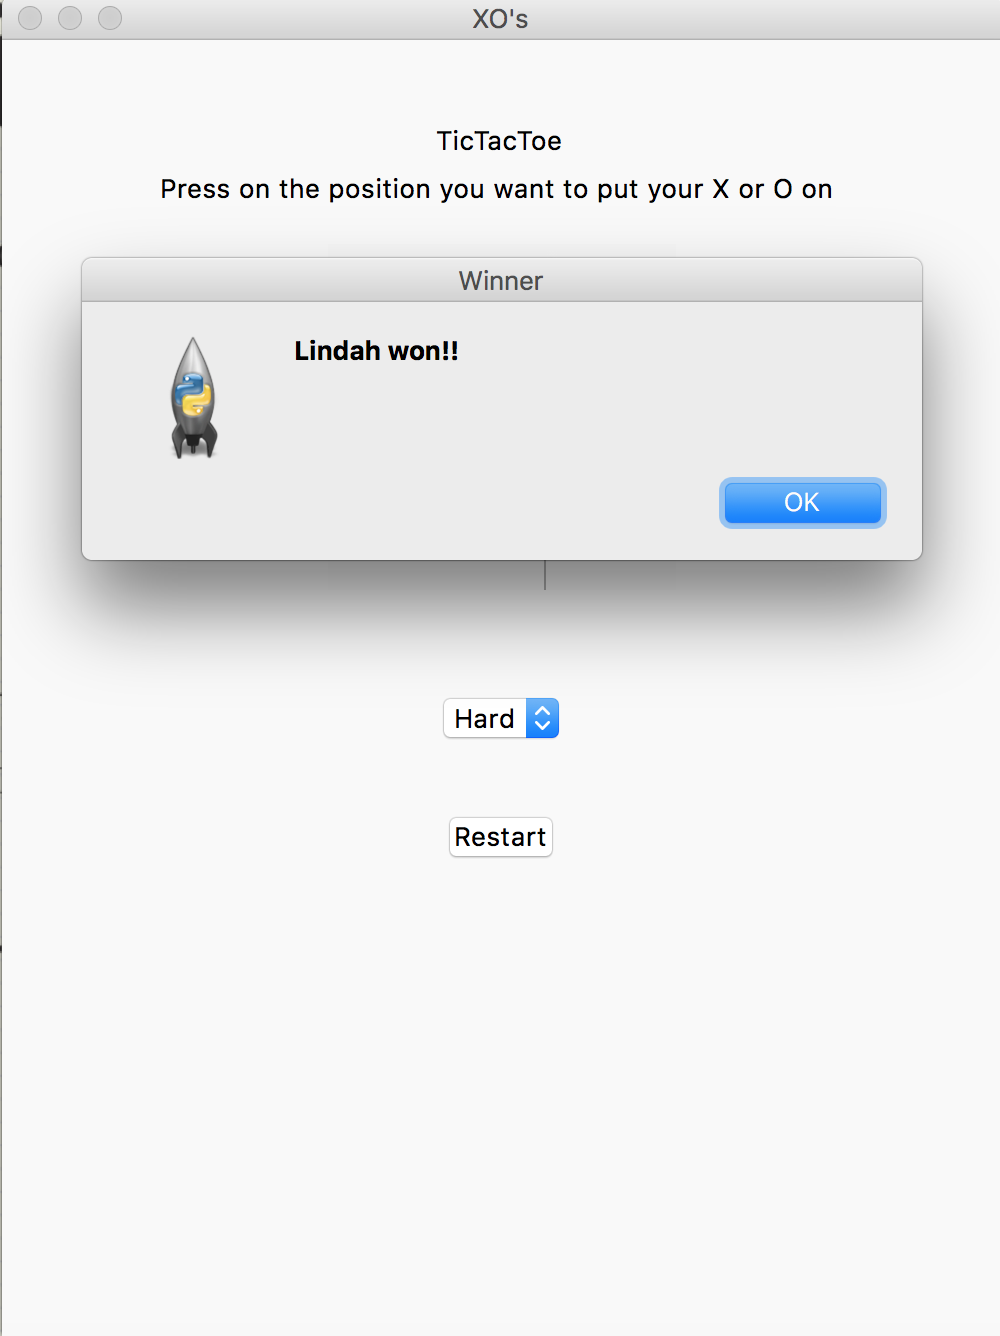 XO's
TicTacToe
Press on the position you want to put your X or O on
Winner
Lindah won!!
OK
Hard
Restart